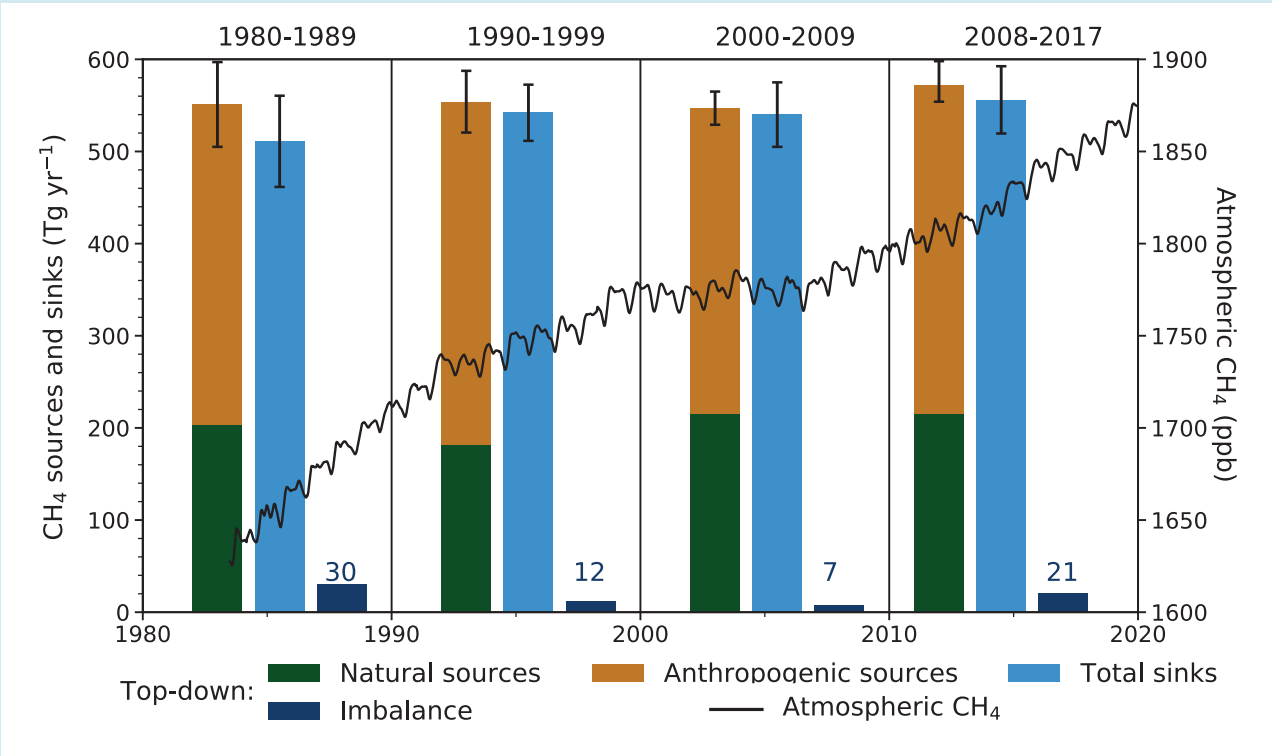 1980-1989 1990-1999 2000-2009 2008-2017
600 1900
500 1850
400 1800
300 1750
200 1700
100 1650
0 1600
CH₄ sources and sinks (Tg yr⁻¹)
Atmospheric CH₄ (ppb)
30 12 7 21
1980 1990 2000 2010 2020
Top-down:
Natural sources Anthropogenic sources Total sinks
Imbalance Atmospheric CH₄